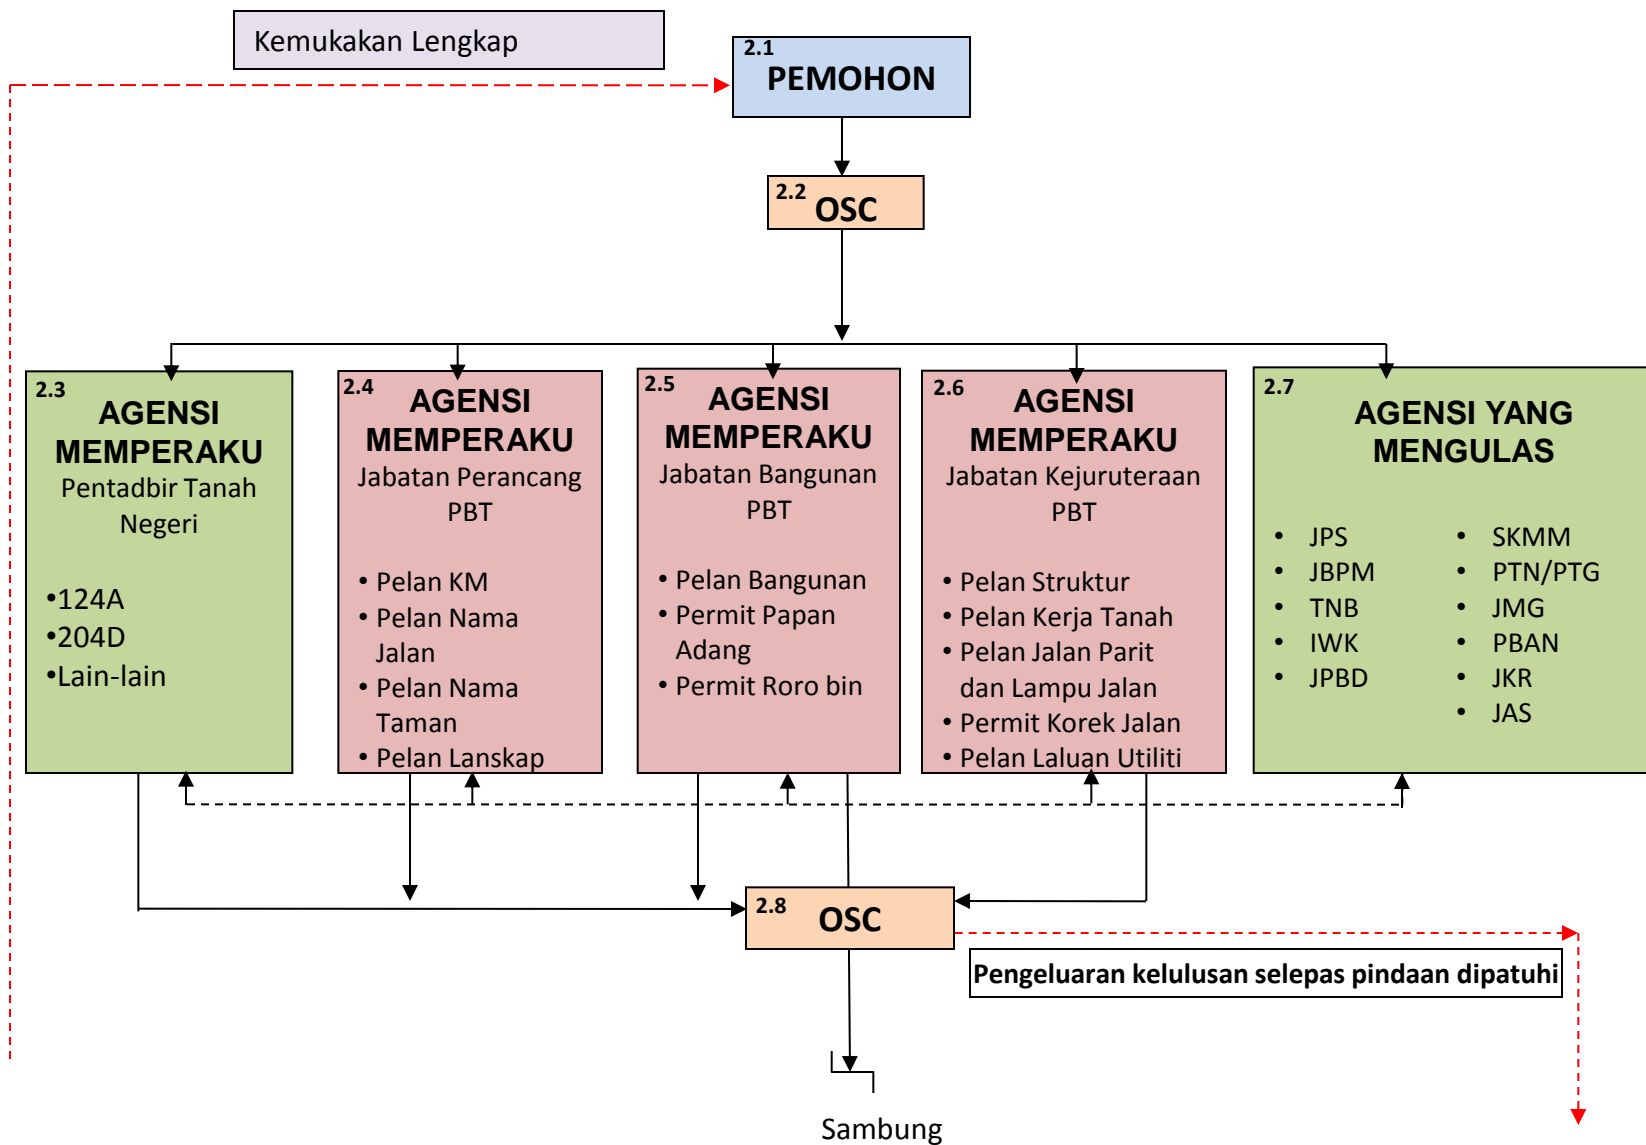 Kemukakan Lengkap
2.1
PEMOHON
2.2
OSC
2.3
AGENSI
MEMPERAKU
Pentadbir Tanah
Negeri
•124A
•204D
•Lain-lain
2.4
AGENSI
MEMPERAKU
Jabatan Perancang
PBT
• Pelan KM
• Pelan Nama
Jalan
• Pelan Nama
Taman
• Pelan Lanskap
2.5
AGENSI
MEMPERAKU
Jabatan Bangunan
PBT
• Pelan Bangunan
• Permit Papan
Adang
• Permit Roro bin
2.6
AGENSI
MEMPERAKU
Jabatan Kejuruteraan
PBT
• Pelan Struktur
• Pelan Kerja Tanah
• Pelan Jalan Parit
dan Lampu Jalan
• Permit Korek Jalan
• Pelan Laluan Utiliti
2.7
AGENSI YANG
MENGULAS
• JPS
• JBPM
• TNB
• IWK
• JPBD
• SKMM
• PTN/PTG
• JMG
• PBAN
• JKR
• JAS
2.8
OSC
Pengeluaran kelulusan selepas pindaan dipatuhi
Sambung